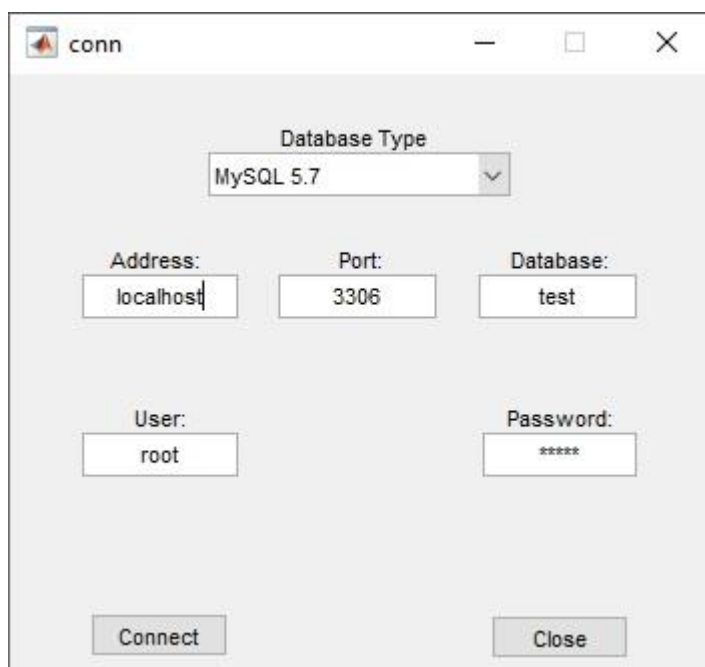 conn
Database Type
MySQL 5.7
Address: Port: Database:
localhost 3306 test
User: Password:
root *****
Connect Close